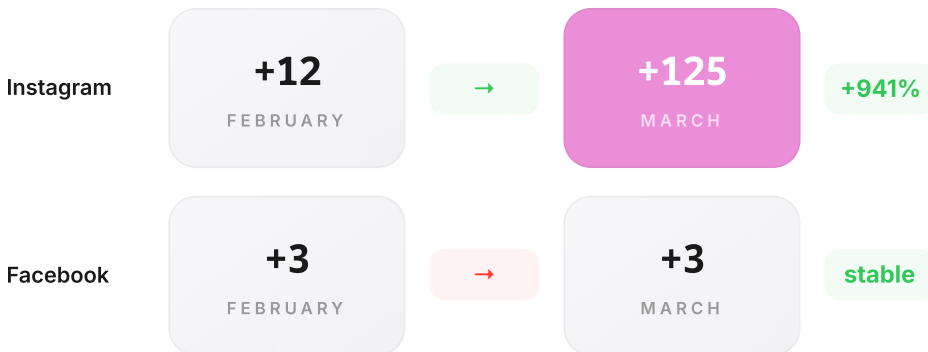 Instagram
+12
FEBRUARY
→
+125
MARCH
+941%
Facebook
+3
FEBRUARY
→
+3
MARCH
stable